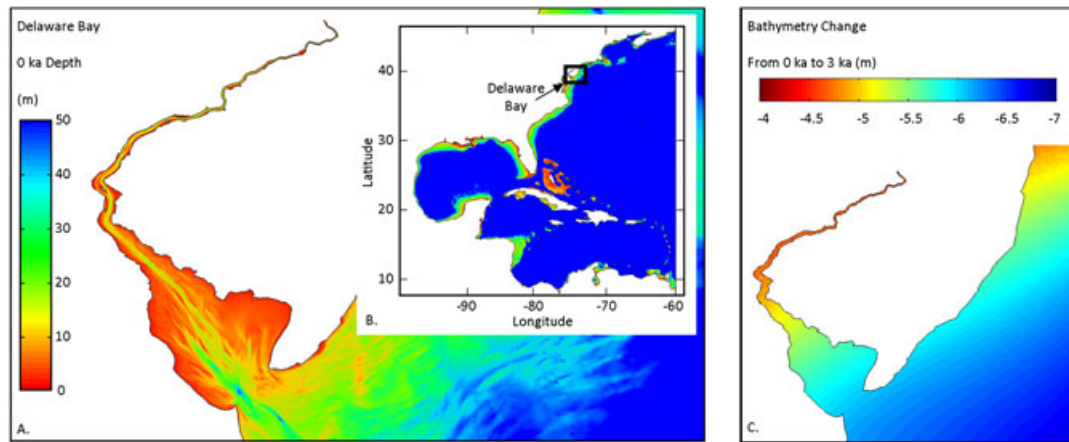 Delaware Bay
0 ka Depth
(m)
50
40
30
20
10
0
A.
40
30
20
10
Latitude
Delaware
Bay
-90
-80
-70
-60
Longitude
B.
Bathymetry Change
From 0 ka to 3 ka (m)
-4 -4.5 -5 -5.5 -6 -6.5 -7
C.